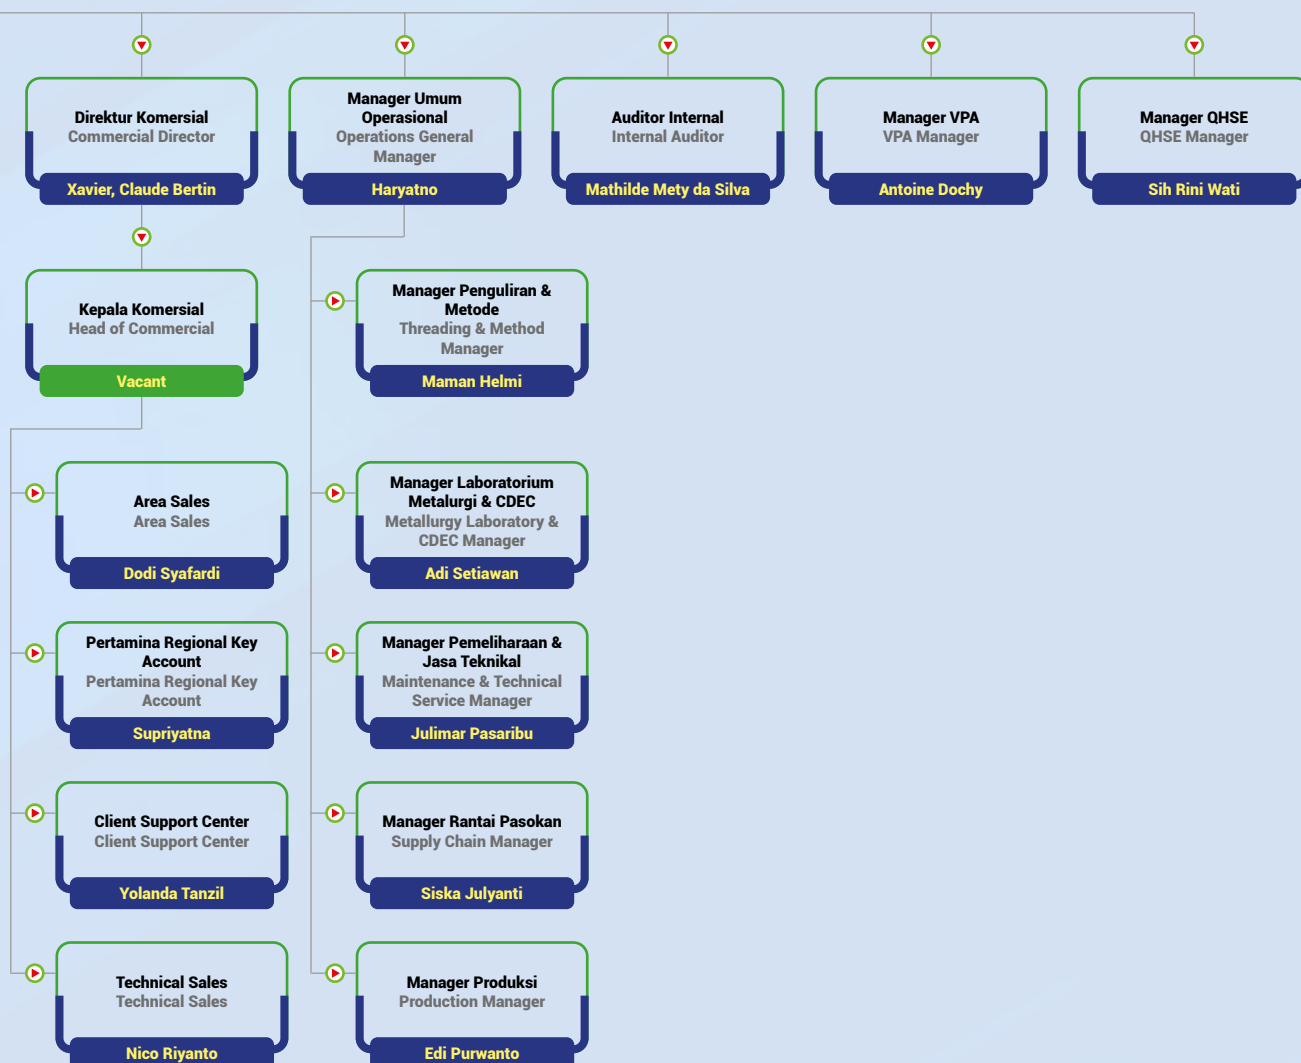 Direktur Komersial
Commercial Director
Xavier, Claude Bertin
Manager Umum
Operasional
Operations General
Manager
Haryatno
Auditor Internal
Internal Auditor
Mathilde Mety da Silva
Manager VPA
VPA Manager
Antoine Dochy
Manager QHSE
QHSE Manager
Sih Rini Wati
Kepala Komersial
Head of Commercial
Vacant
Area Sales
Area Sales
Dodi Syafardi
Pertamina Regional Key
Account
Pertamina Regional Key
Account
Supriyatna
Client Support Center
Client Support Center
Yolanda Tanzil
Technical Sales
Technical Sales
Nico Riyanto
Manager Penguliran &
Metode
Threading & Method
Manager
Maman Helmi
Manager Laboratorium
Metalurgi & CDEC
Metallurgy Laboratory &
CDEC Manager
Adi Setiawan
Manager Pemeliharaan &
Jasa Teknikal
Maintenance & Technical
Service Manager
Julimar Pasaribu
Manager Rantai Pasokan
Supply Chain Manager
Siska Julyanti
Manager Produksi
Production Manager
Edi Purwanto